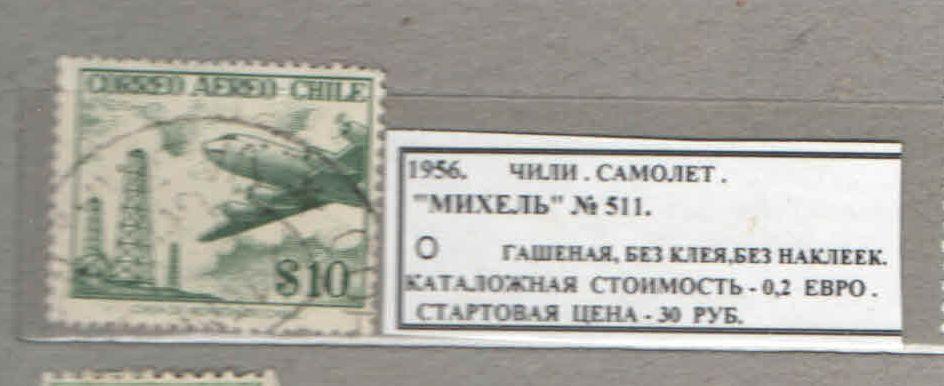 CORREO AEREO-CHILE
$10
1956. ЧИЛИ. САМОЛЕТ.
"МИХЕЛЬ" № 511.
О ГАШЕНАЯ, БЕЗ КЛЕЯ,БЕЗ НАКЛЕЕК.
КАТАЛОЖНАЯ СТОИМОСТЬ - 0,2 ЕВРО.
СТАРТОВАЯ ЦЕНА - 30 РУБ.